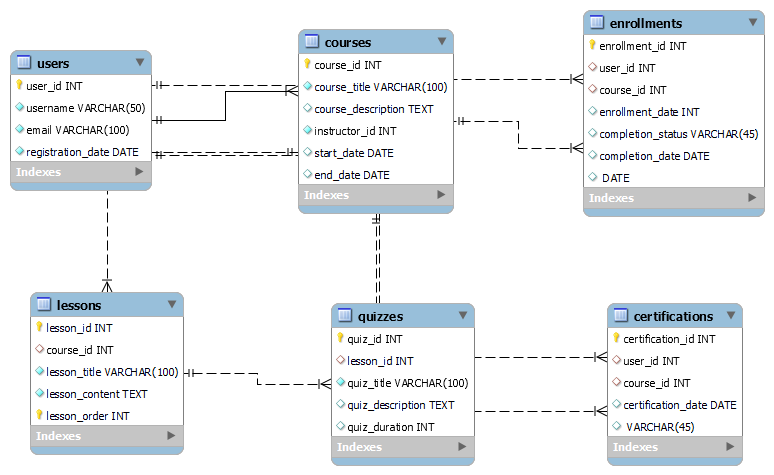 users
user_id INT
username VARCHAR(50)
email VARCHAR(100)
registration_date DATE
Indexes
courses
course_id INT
course_title VARCHAR(100)
course_description TEXT
instructor_id INT
start_date DATE
end_date DATE
Indexes
enrollments
enrollment_id INT
user_id INT
course_id INT
enrollment_date INT
completion_status VARCHAR(45)
completion_date DATE
DATE
Indexes
lessons
lesson_id INT
course_id INT
lesson_title VARCHAR(100)
lesson_content TEXT
lesson_order INT
Indexes
quizzes
quiz_id INT
lesson_id INT
quiz_title VARCHAR(100)
quiz_description TEXT
quiz_duration INT
Indexes
certifications
certification_id INT
user_id INT
course_id INT
certification_date DATE
VARCHAR(45)
Indexes